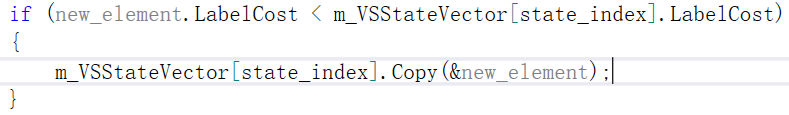 if (new_element.LabelCost < m_VSStateVector[state_index].LabelCost)
{
    m_VSStateVector[state_index].Copy(&new_element);
}